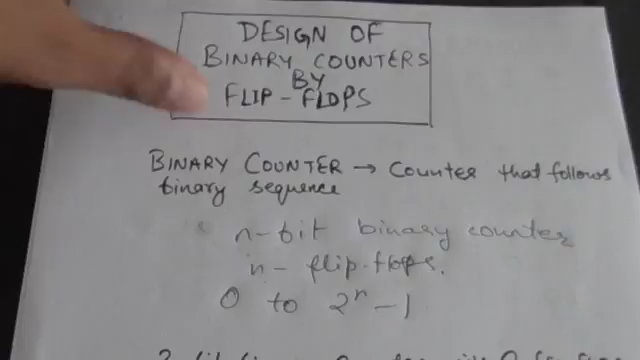 DESIGN OF
BINARY COUNTERS
BY
FLIP-FLOPS
BINARY COUNTER → Counter that follows
binary sequence
n-bit binary counter
n- flip-flops.
0 to 2ⁿ-1